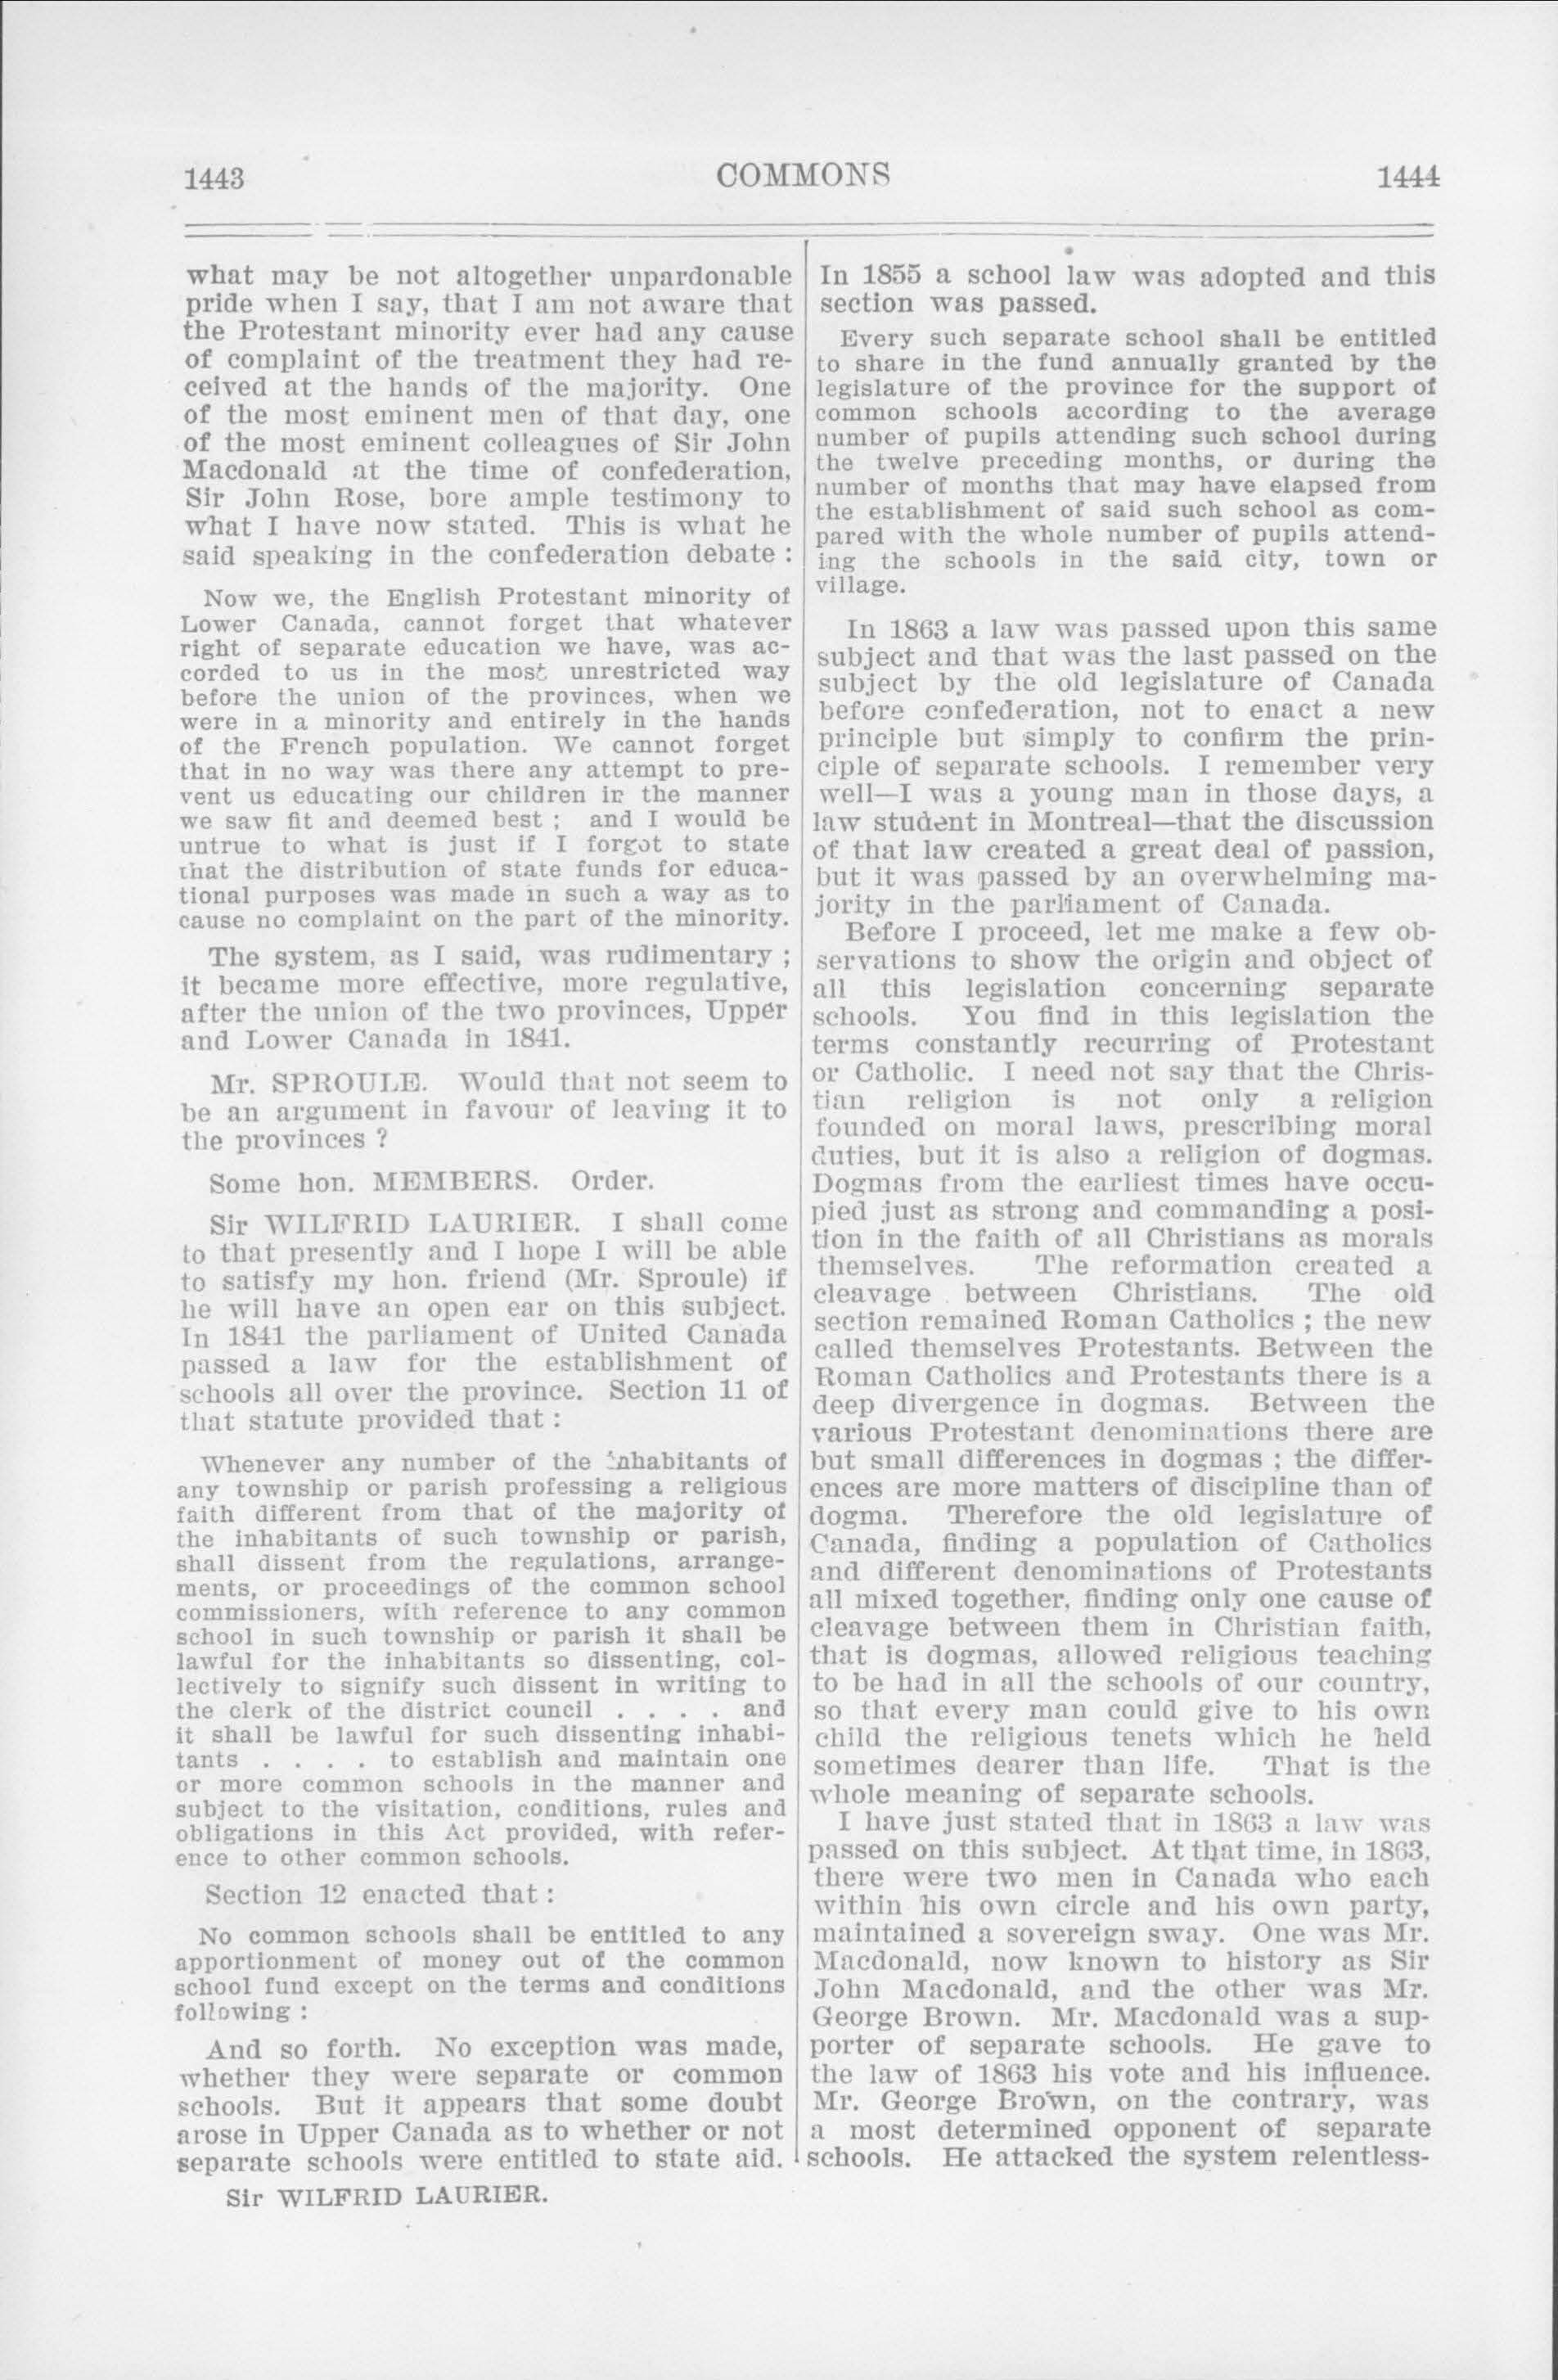 1443
COMMONS
1444
what may be not altogether unpardonable
pride when I say, that I am not aware that
the Protestant minority ever had any cause
of complaint of the treatment they had re-
ceived at the hands of the majority. One
of the most eminent men of that day, one
of the most eminent colleagues of Sir John
Macdonald at the time of confederation,
Sir John Rose, bore ample testimony to
what I have now stated. This is what he
said speaking in the confederation debate :
Now we, the English Protestant minority of
Lower Canada, cannot forget that whatever
right of separate education we have, was ac-
corded to us in the most unrestricted way
before the union of the provinces, when we
were in a minority and entirely in the hands
of the French population. We cannot forget
that in no way was there any attempt to pre-
vent us educating our children in the manner
we saw fit and deemed best ; and I would be
untrue to what is just if I forgot to state
that the distribution of state funds for educa-
tional purposes was made in such a way as to
cause no complaint on the part of the minority.
The system, as I said, was rudimentary ;
it became more effective, more regulative,
after the union of the two provinces, Upper
and Lower Canada in 1841.
Mr. SPROULE. Would that not seem to
be an argument in favour of leaving it to
the provinces ?
Some hon. MEMBERS. Order.
Sir WILFRID LAURIER. I shall come
to that presently and I hope I will be able
to satisfy my hon. friend (Mr. Sproule) if
he will have an open ear on this subject.
In 1841 the parliament of United Canada
passed a law for the establishment of
schools all over the province. Section 11 of
that statute provided that :
Whenever any number of the inhabitants of
any township or parish professing a religious
faith different from that of the majority of
the inhabitants of such township or parish,
shall dissent from the regulations, arrange-
ments, or proceedings of the common school
commissioners, with reference to any common
school in such township or parish it shall be
lawful for the inhabitants so dissenting, col-
lectively to signify such dissent in writing to
the clerk of the district council . . . . and
it shall be lawful for such dissenting inhabi-
tants . . . . to establish and maintain one
or more common schools in the manner and
subject to the visitation, conditions, rules and
obligations in this Act provided, with refer-
ence to other common schools.
Section 12 enacted that :
No common schools shall be entitled to any
apportionment of money out of the common
school fund except on the terms and conditions
following :
And so forth. No exception was made,
whether they were separate or common
schools. But it appears that some doubt
arose in Upper Canada as to whether or not
separate schools were entitled to state aid.
Sir WILFRID LAURIER.
In 1855 a school law was adopted and this
section was passed.
Every such separate school shall be entitled
to share in the fund annually granted by the
legislature of the province for the support of
common schools according to the average
number of pupils attending such school during
the twelve preceding months, or during the
number of months that may have elapsed from
the establishment of said such school as com-
pared with the whole number of pupils attend-
ing the schools in the said city, town or
village.
In 1863 a law was passed upon this same
subject and that was the last passed on the
subject by the old legislature of Canada
before confederation, not to enact a new
principle but simply to confirm the prin-
ciple of separate schools. I remember very
well—I was a young man in those days, a
law student in Montreal—that the discussion
of that law created a great deal of passion,
but it was passed by an overwhelming ma-
jority in the parliament of Canada.
Before I proceed, let me make a few ob-
servations to show the origin and object of
all this legislation concerning separate
schools. You find in this legislation the
terms constantly recurring of Protestant
or Catholic. I need not say that the Chris-
tian religion is not only a religion
founded on moral laws, prescribing moral
duties, but it is also a religion of dogmas.
Dogmas from the earliest times have occu-
pied just as strong and commanding a posi-
tion in the faith of all Christians as morals
themselves. The reformation created a
cleavage between Christians. The old
section remained Roman Catholics ; the new
called themselves Protestants. Between the
Roman Catholics and Protestants there is a
deep divergence in dogmas. Between the
various Protestant denominations there are
but small differences in dogmas ; the differ-
ences are more matters of discipline than of
dogma. Therefore the old legislature of
Canada, finding a population of Catholics
and different denominations of Protestants
all mixed together, finding only one cause of
cleavage between them in Christian faith,
that is dogmas, allowed religious teaching
to be had in all the schools of our country,
so that every man could give to his own
child the religious tenets which he held
sometimes dearer than life. That is the
whole meaning of separate schools.
I have just stated that in 1863 a law was
passed on this subject. At that time, in 1863,
there were two men in Canada who each
within his own circle and his own party,
maintained a sovereign sway. One was Mr.
Macdonald, now known to history as Sir
John Macdonald, and the other was Mr.
George Brown. Mr. Macdonald was a sup-
porter of separate schools. He gave to
the law of 1863 his vote and his influence.
Mr. George Brown, on the contrary, was
a most determined opponent of separate
schools. He attacked the system relentless-